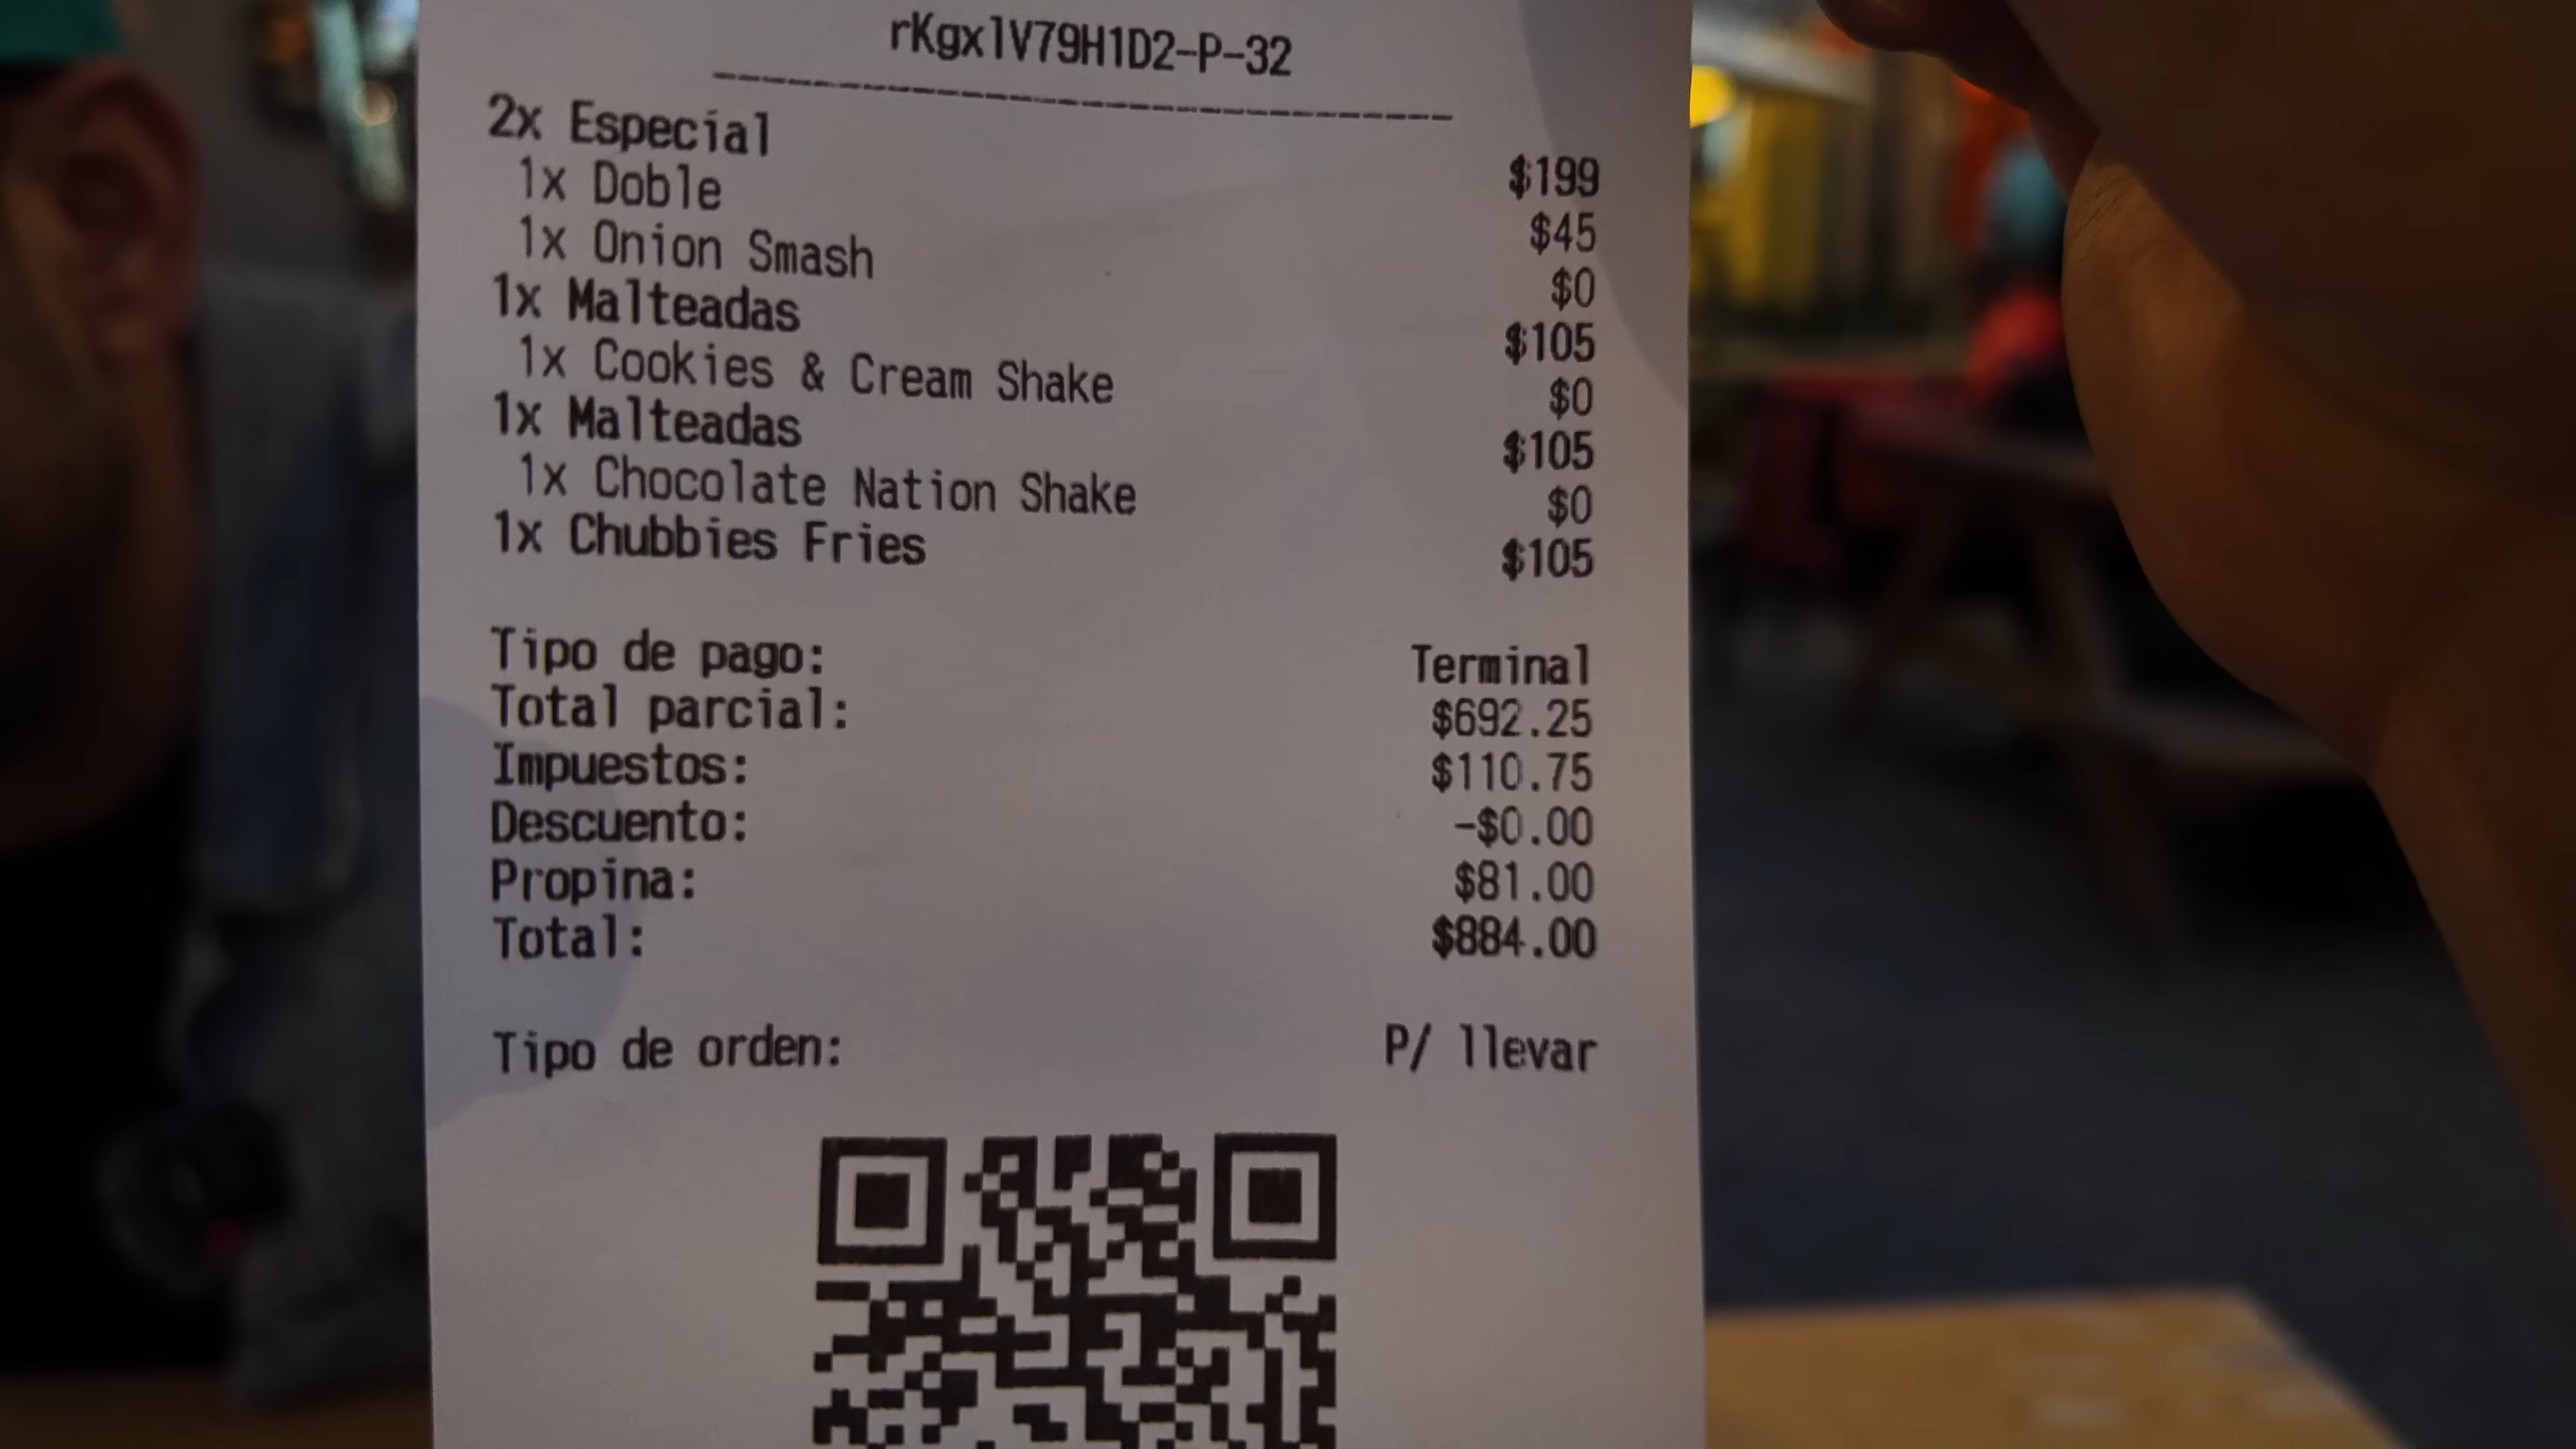 rKgx1V79H1D2-P-32
2x Especial $199
1x Doble $45
1x Onion Smash $0
1x Malteadas $105
1x Cookies & Cream Shake $0
1x Malteadas $105
1x Chocolate Nation Shake $0
1x Chubbies Fries $105
Tipo de pago: Terminal
Total parcial: $692.25
Impuestos: $110.75
Descuento: -$0.00
Propina: $81.00
Total: $884.00
Tipo de orden: P/ llevar